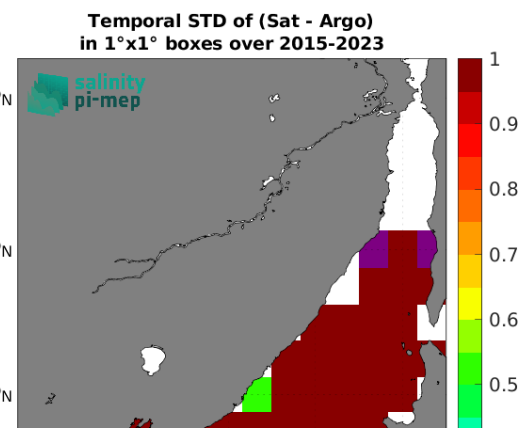 Temporal STD of (Sat - Argo)
in 1°x1° boxes over 2015-2023
salinity
pi-mep
N
N
N
1
0.9
0.8
0.7
0.6
0.5